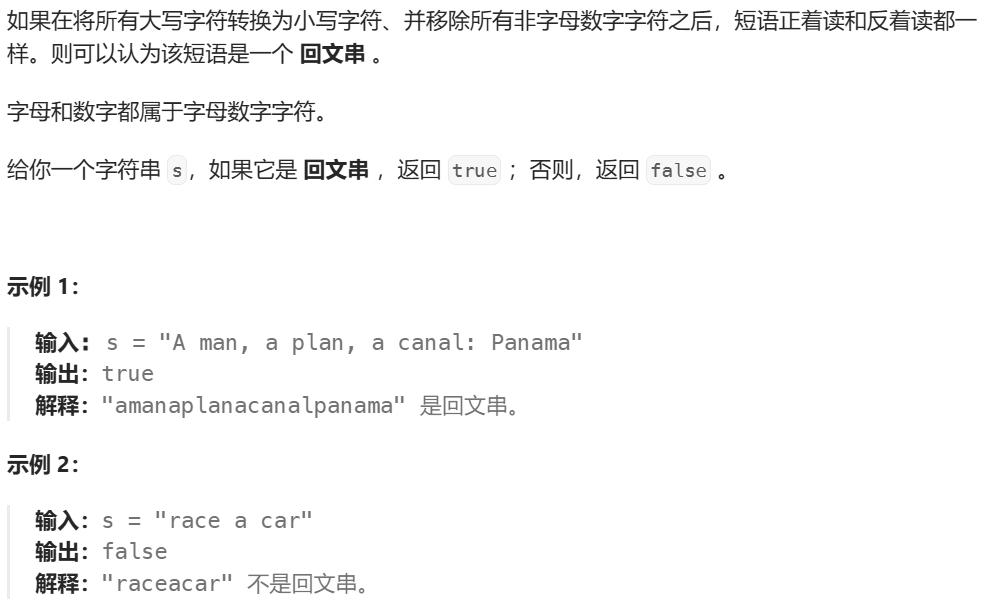 如果在将所有大写字符转换为小写字符、并移除所有非字母数字字符之后，短语正着读和反着读都一
样。则可以认为该短语是一个 回文串 。
字母和数字都属于字母数字字符。
给你一个字符串 s，如果它是 回文串 ，返回 true ；否则，返回 false 。
示例 1：
输入： s = "A man, a plan, a canal: Panama"
输出：true
解释："amanaplanacanalpanama" 是回文串。
示例 2：
输入：s = "race a car"
输出：false
解释："raceacar" 不是回文串。